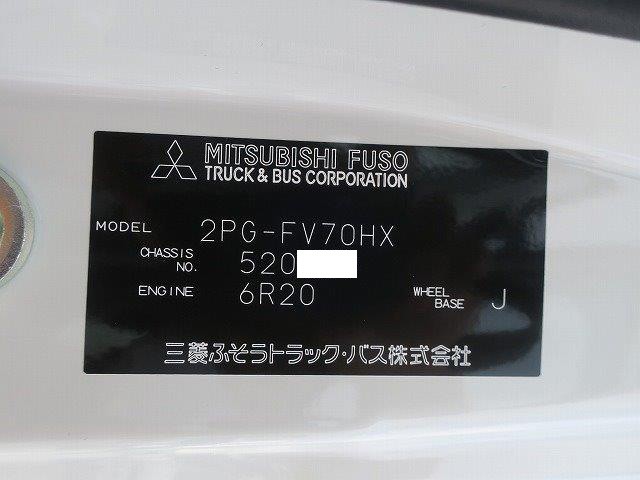 MITSUBISHI FUSO
TRUCK & BUS CORPORATION
MODEL 2PG-FV70HX
CHASSIS NO. 520
ENGINE 6R20 WHEEL BASE J
三菱ふそうトラック・バス株式会社